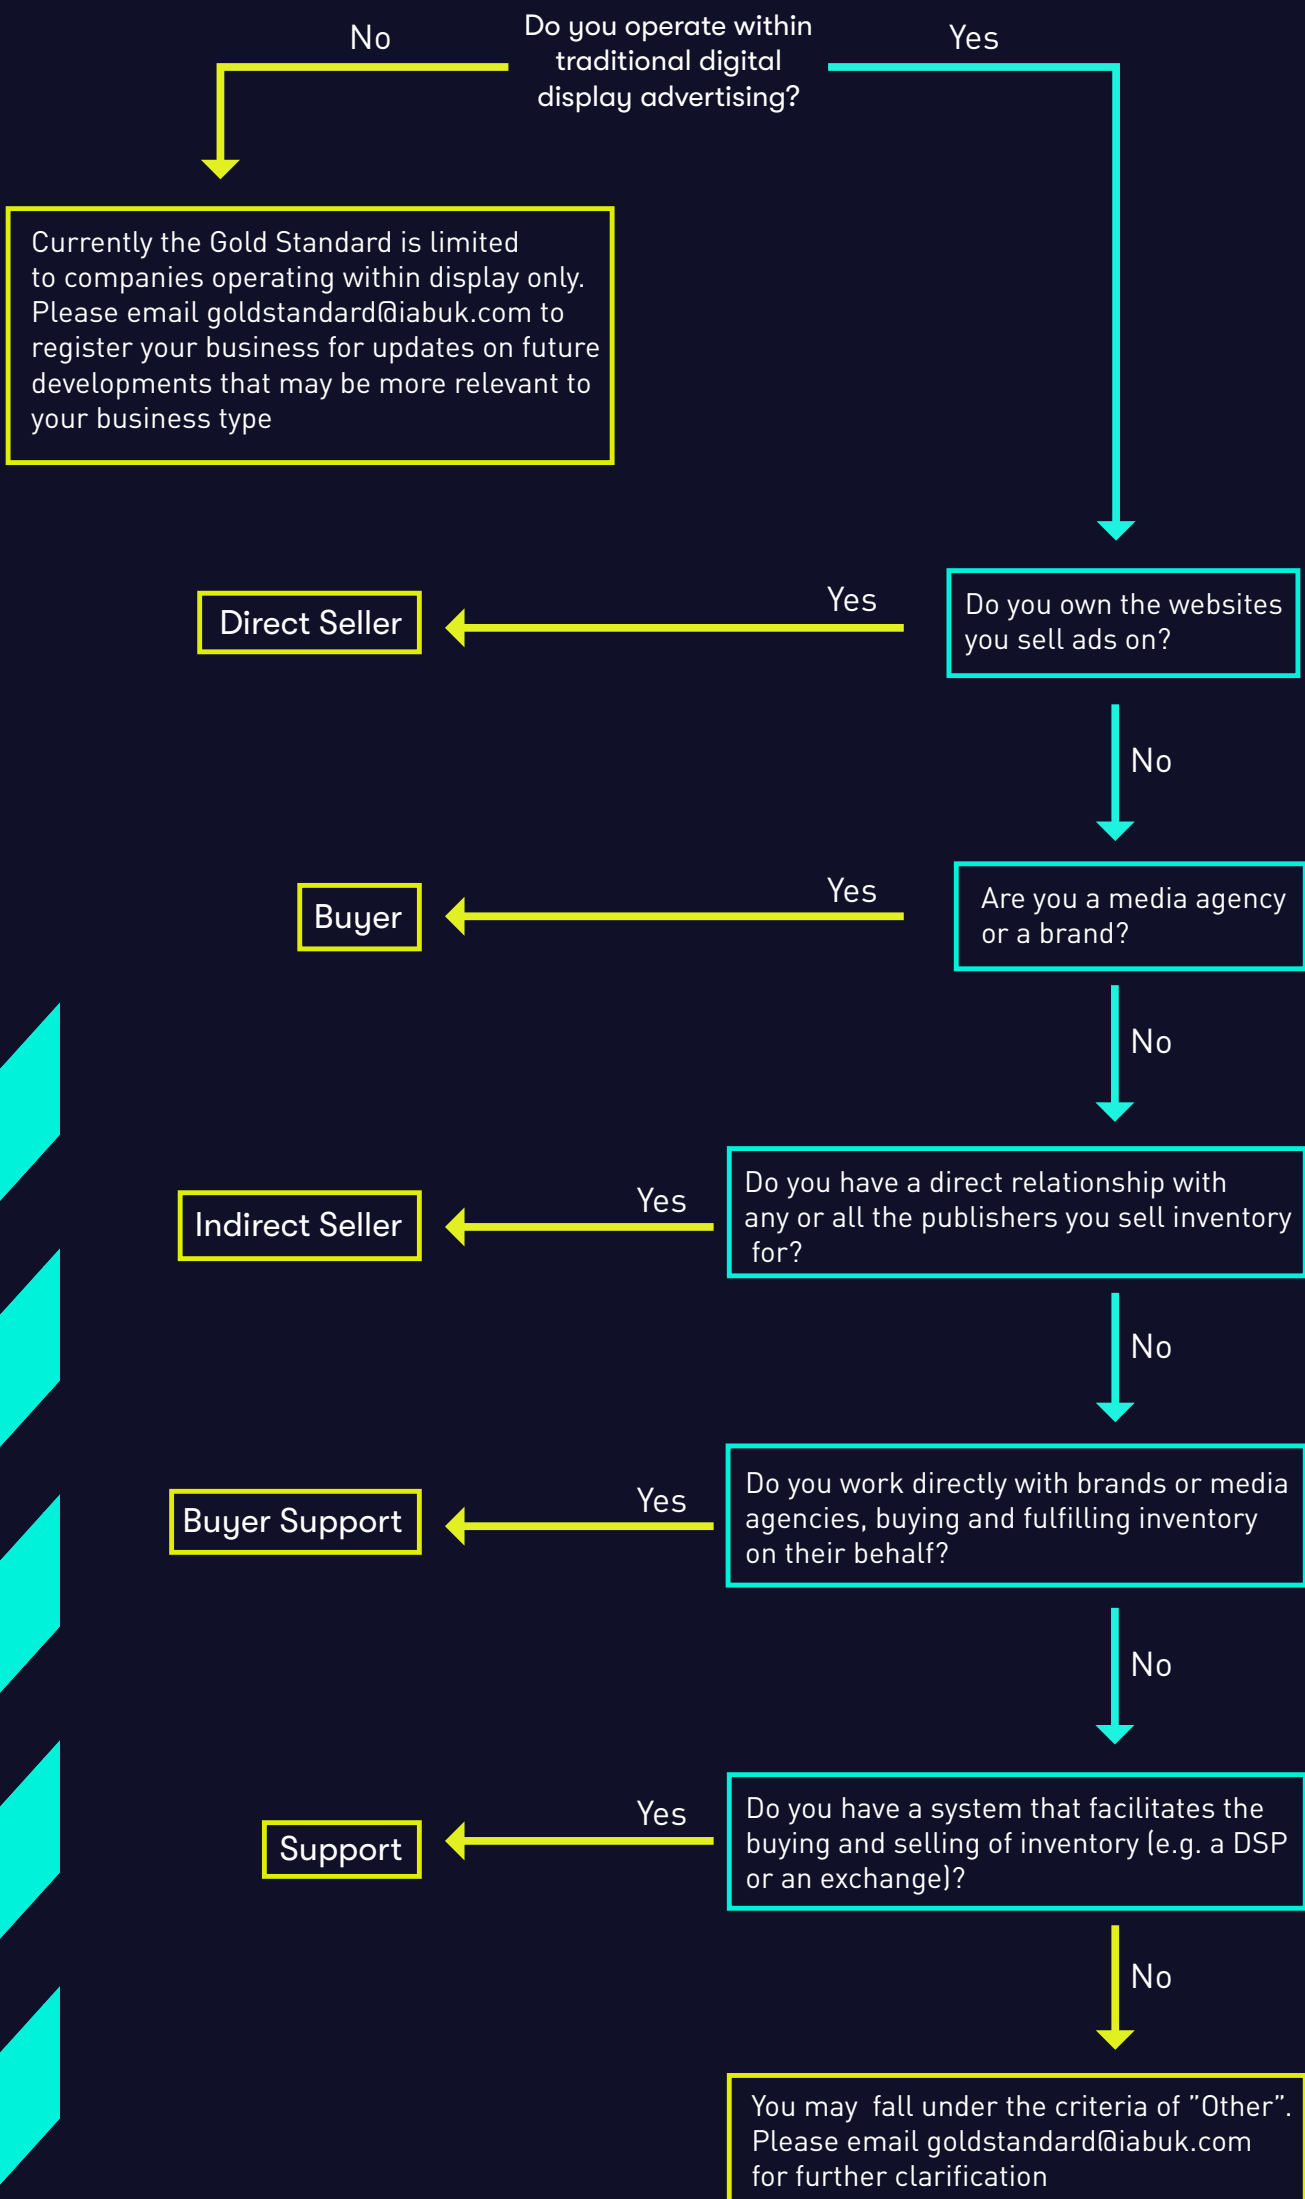 Do you operate within
traditional digital
display advertising?
No
Yes
Currently the Gold Standard is limited
to companies operating within display only.
Please email goldstandard@iabuk.com to
register your business for updates on future
developments that may be more relevant to
your business type
Do you own the websites
you sell ads on?
Yes
Direct Seller
No
Are you a media agency
or a brand?
Yes
Buyer
No
Do you have a direct relationship with
any or all the publishers you sell inventory
for?
Yes
Indirect Seller
No
Do you work directly with brands or media
agencies, buying and fulfilling inventory
on their behalf?
Yes
Buyer Support
No
Do you have a system that facilitates the
buying and selling of inventory (e.g. a DSP
or an exchange)?
Yes
Support
No
You may  fall under the criteria of ”Other”.
Please email goldstandard@iabuk.com
for further clarification